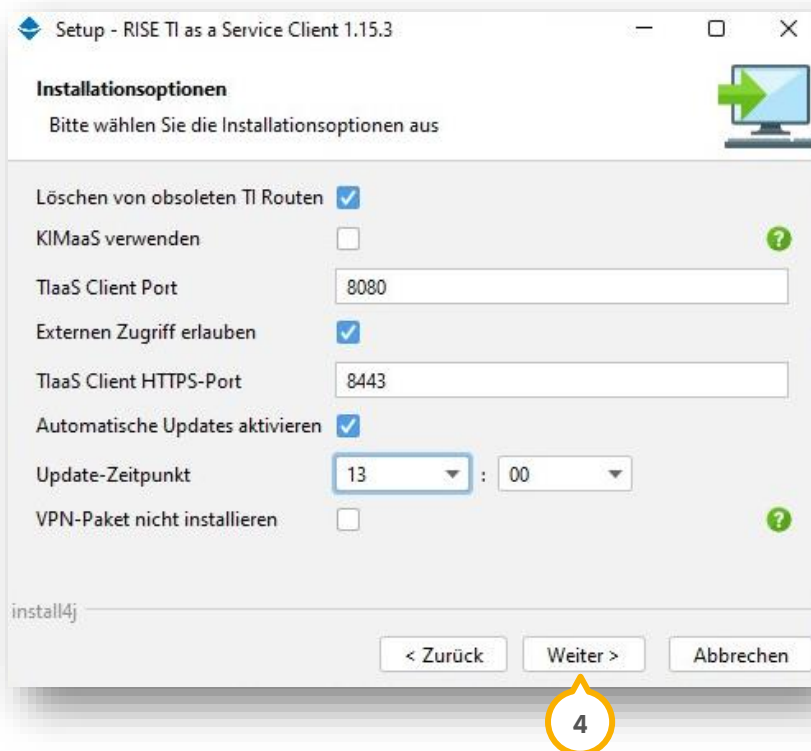 Setup - RISE TI as a Service Client 1.15.3
Installationsoptionen
Bitte wählen Sie die Installationsoptionen aus
Löschen von obsoleten TI Routen
KIMaaS verwenden
TIaaS Client Port 8080
Externen Zugriff erlauben
TIaaS Client HTTPS-Port 8443
Automatische Updates aktivieren
Update-Zeitpunkt 13 : 00
VPN-Paket nicht installieren
install4j
< Zurück Weiter > Abbrechen
4